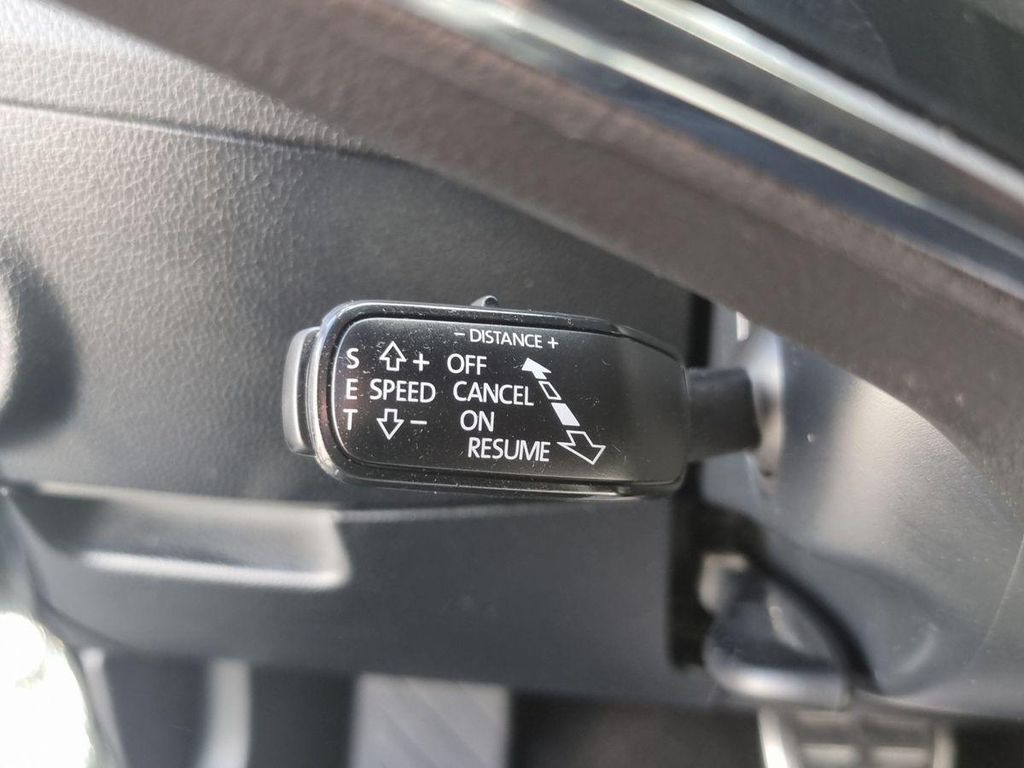 - DISTANCE +
S + OFF
E SPEED CANCEL
T - ON
RESUME